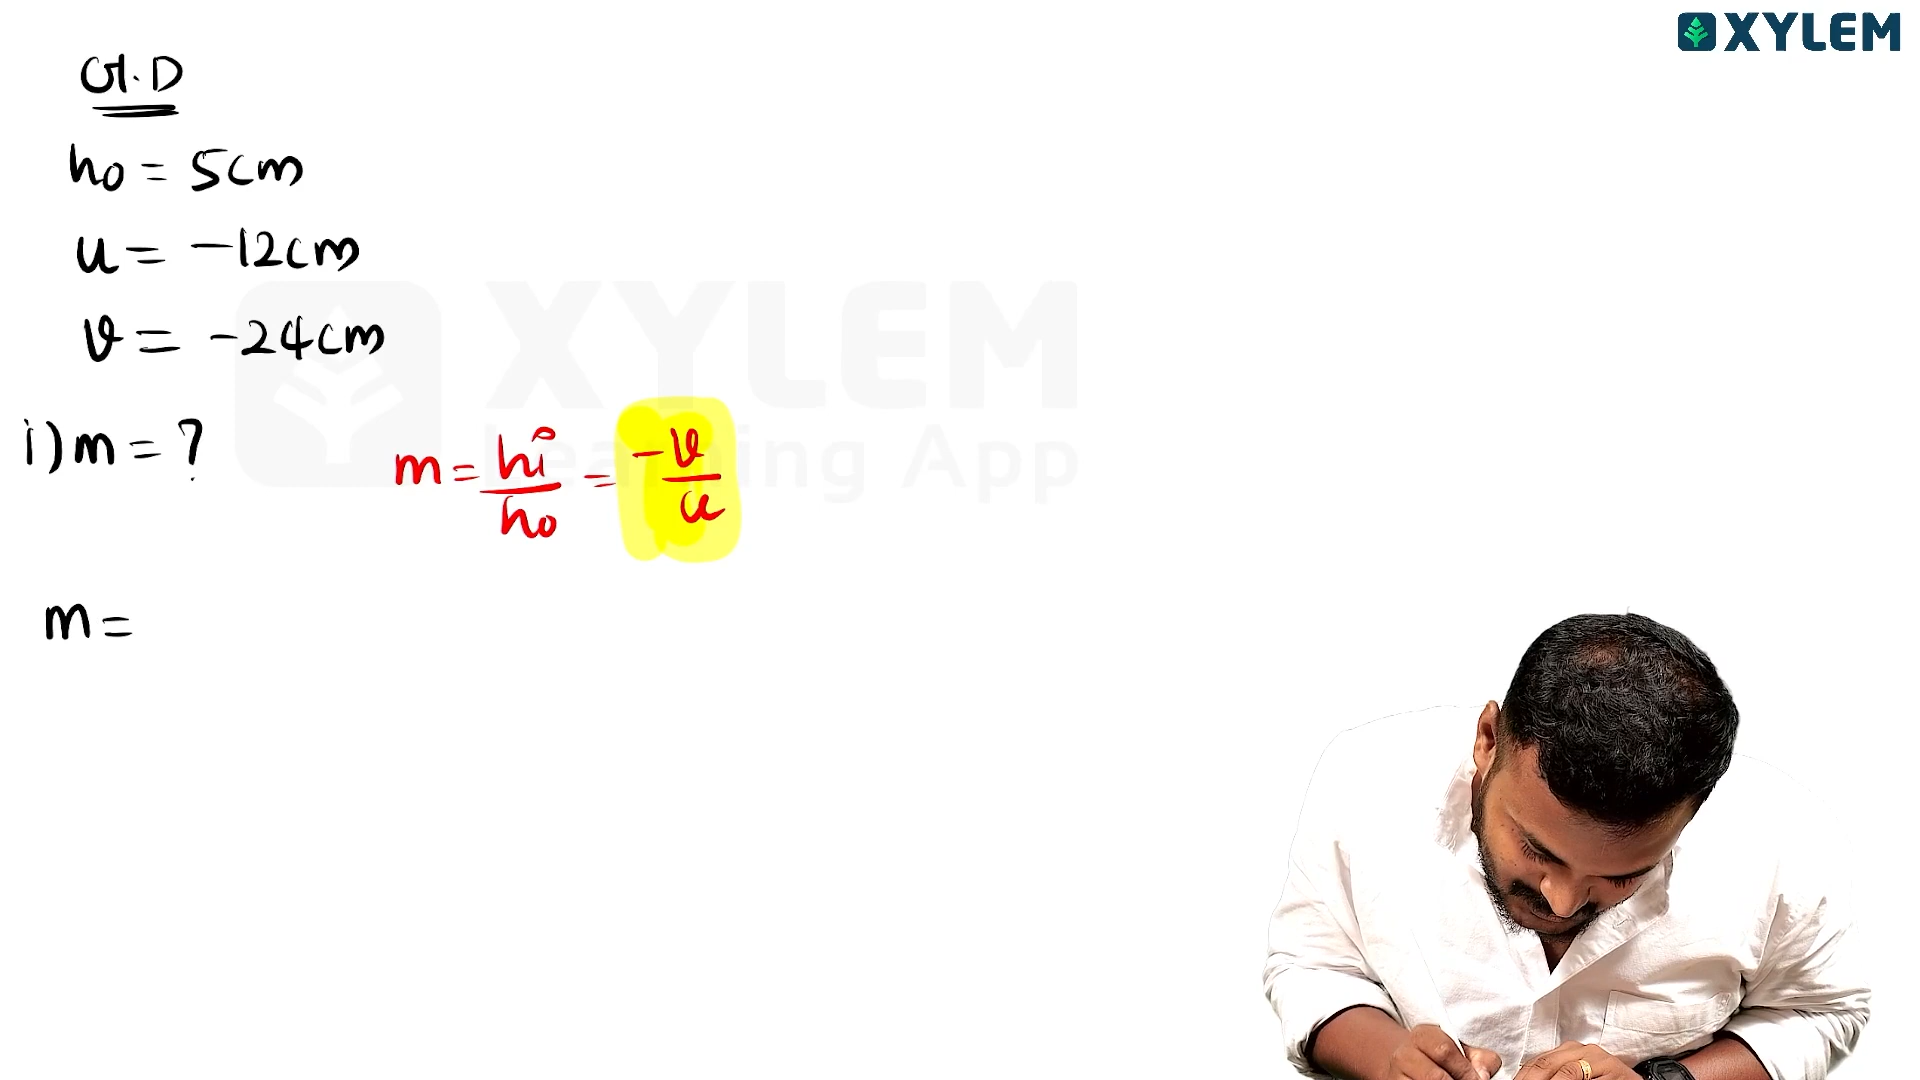 XYLEM
G.D
h₀ = 5cm
u = -12cm
v = -24cm
XYLEM
Learning App
i) m = ?
m = hi/h₀ = -v/u
m =